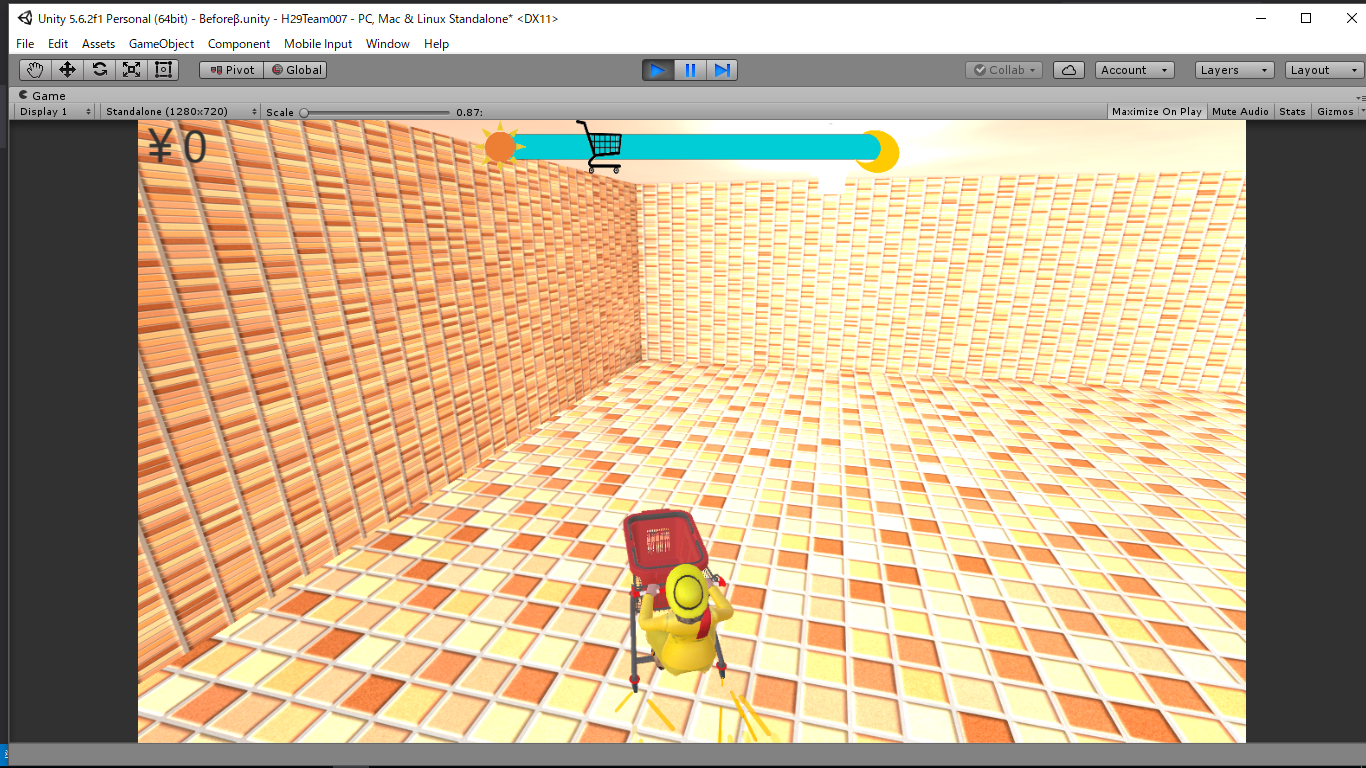 Unity 5.6.2f1 Personal (64bit) - Beforeβ.unity - H29Team007 - PC, Mac & Linux Standalone* <DX11>
File Edit Assets GameObject Component Mobile Input Window Help
Pivot Global Collab Account Layers Layout
Game
Display 1 Standalone (1280x720) Scale 0.87: Maximize On Play Mute Audio Stats Gizmos
¥0